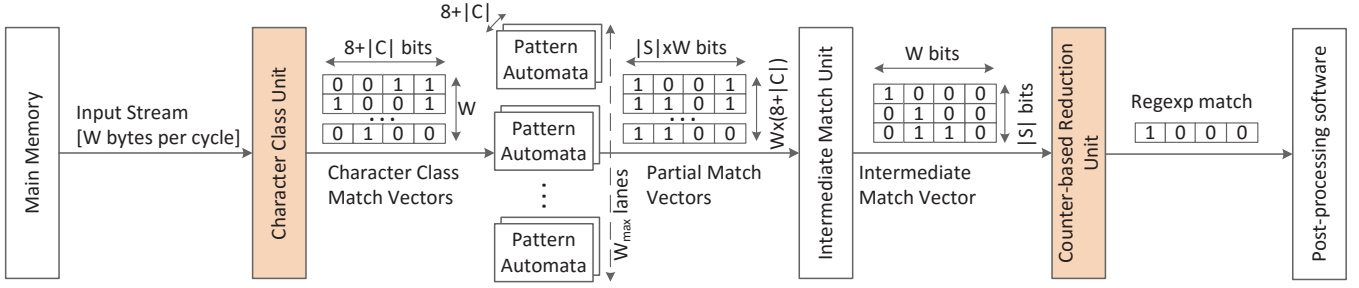 Main Memory
Input Stream
[W bytes per cycle]
Character Class Unit
8+|C| bits
0 0 1 1
1 0 0 1
...
0 1 0 0
W
Character Class
Match Vectors
8+|C|
Pattern
Automata
Pattern
Automata
⋮
Pattern
Automata
W_max lanes
|S|xW bits
1 0 0 1
1 1 0 1
...
1 1 0 0
Wx(8+|C|)
Partial Match
Vectors
Intermediate Match Unit
W bits
1 0 0 0
0 1 0 0
0 1 1 0
|S| bits
Intermediate
Match Vector
Counter-based Reduction
Unit
Regexp match
1 0 0 0
Post-processing software